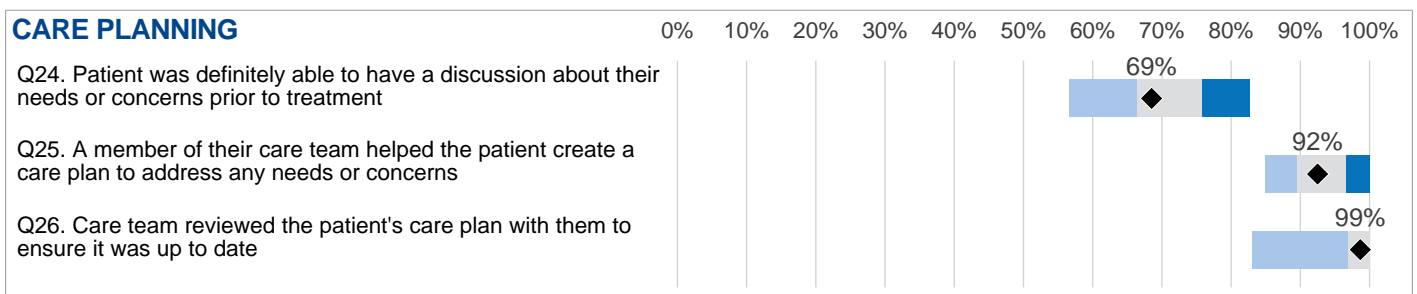 CARE PLANNING
0% 10% 20% 30% 40% 50% 60% 70% 80% 90% 100%
Q24. Patient was definitely able to have a discussion about their
needs or concerns prior to treatment
69%
Q25. A member of their care team helped the patient create a
care plan to address any needs or concerns
92%
Q26. Care team reviewed the patient's care plan with them to
ensure it was up to date
99%